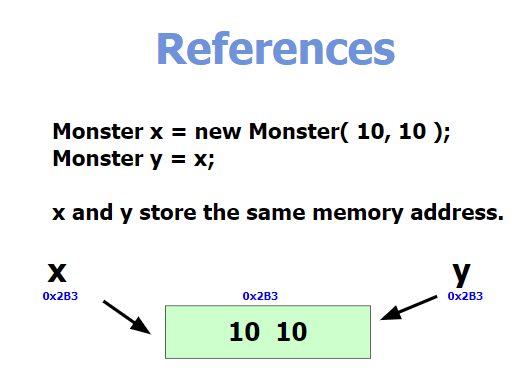 References
Monster x = new Monster( 10, 10 );
Monster y = x;
x and y store the same memory address.
x y
0x2B3 0x2B3 0x2B3
10 10